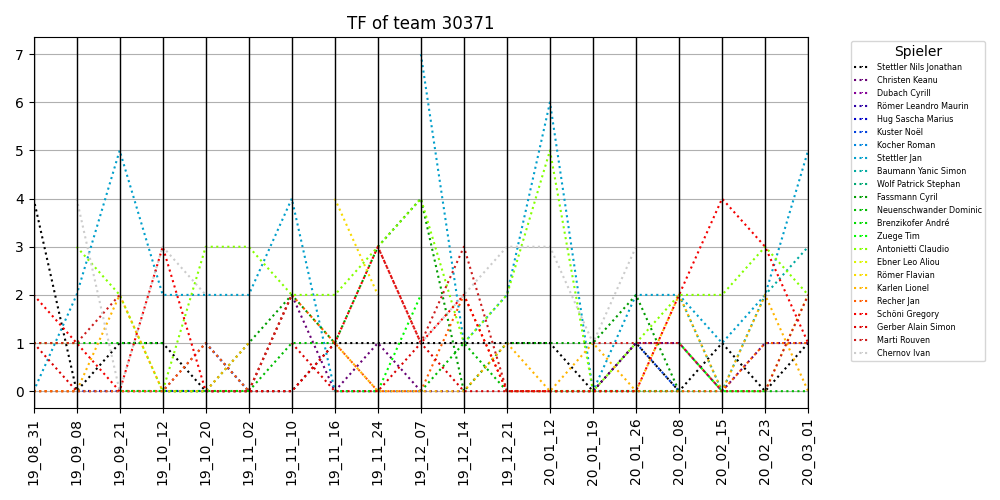 TF of team 30371
7
6
5
4
3
2
1
0
19_08_31
19_09_08
19_09_21
19_10_12
19_10_20
19_11_02
19_11_10
19_11_16
19_11_24
19_12_07
19_12_14
19_12_21
20_01_12
20_01_19
20_01_26
20_02_08
20_02_15
20_02_23
20_03_01
Spieler
Stettler Nils Jonathan
Christen Keanu
Dubach Cyrill
Römer Leandro Maurin
Hug Sascha Marius
Kuster Noël
Kocher Roman
Stettler Jan
Baumann Yanic Simon
Wolf Patrick Stephan
Fassmann Cyril
Neuenschwander Dominic
Brenzikofer André
Zuege Tim
Antonietti Claudio
Ebner Leo Aliou
Römer Flavian
Karlen Lionel
Recher Jan
Schöni Gregory
Gerber Alain Simon
Marti Rouven
Chernov Ivan